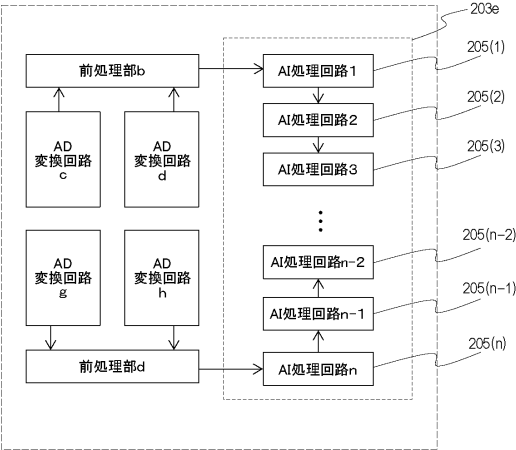 203e
前処理部b
AI処理回路1
205(1)
AI処理回路2
205(2)
AD
変換回路
c
AD
変換回路
d
AI処理回路3
205(3)
AD
変換回路
g
AD
変換回路
h
AI処理回路n-2
205(n-2)
AI処理回路n-1
205(n-1)
前処理部d
AI処理回路n
205(n)